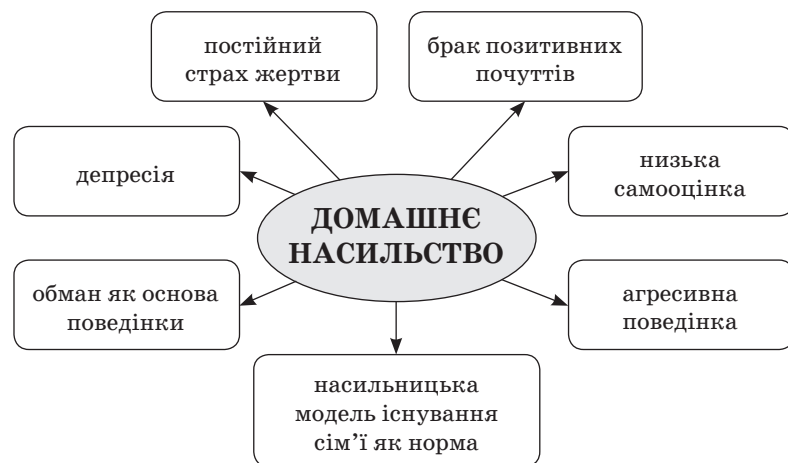 постійний
страх жертви
брак позитивних
почуттів
депресія
низька
самооцінка
ДОМАШНЄ
НАСИЛЬСТВО
обман як основа
поведінки
агресивна
поведінка
насильницька
модель існування
сім’ї як норма